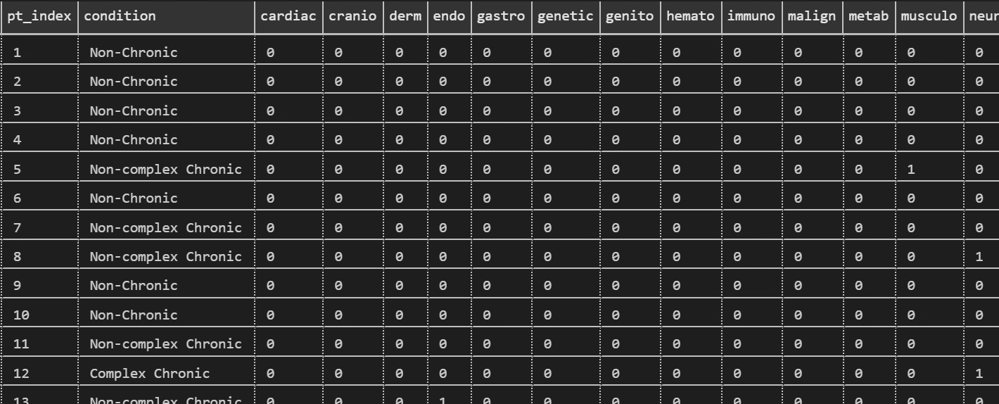 pt_index condition cardiac cranio derm endo gastro genetic genito hemato immuno malign metab musculo neur
1 Non-Chronic 0 0 0 0 0 0 0 0 0 0 0 0 0
2 Non-Chronic 0 0 0 0 0 0 0 0 0 0 0 0 0
3 Non-Chronic 0 0 0 0 0 0 0 0 0 0 0 0 0
4 Non-Chronic 0 0 0 0 0 0 0 0 0 0 0 0 0
5 Non-complex Chronic 0 0 0 0 0 0 0 0 0 0 0 1 0
6 Non-Chronic 0 0 0 0 0 0 0 0 0 0 0 0 0
7 Non-complex Chronic 0 0 0 0 0 0 0 0 0 0 0 0 0
8 Non-complex Chronic 0 0 0 0 0 0 0 0 0 0 0 0 1
9 Non-Chronic 0 0 0 0 0 0 0 0 0 0 0 0 0
10 Non-Chronic 0 0 0 0 0 0 0 0 0 0 0 0 0
11 Non-complex Chronic 0 0 0 0 0 0 0 0 0 0 0 0 0
12 Complex Chronic 0 0 0 0 0 0 0 0 0 0 0 0 1
13 Non-complex Chronic 0 0 0 1 0 0 0 0 0 0 0 0 0